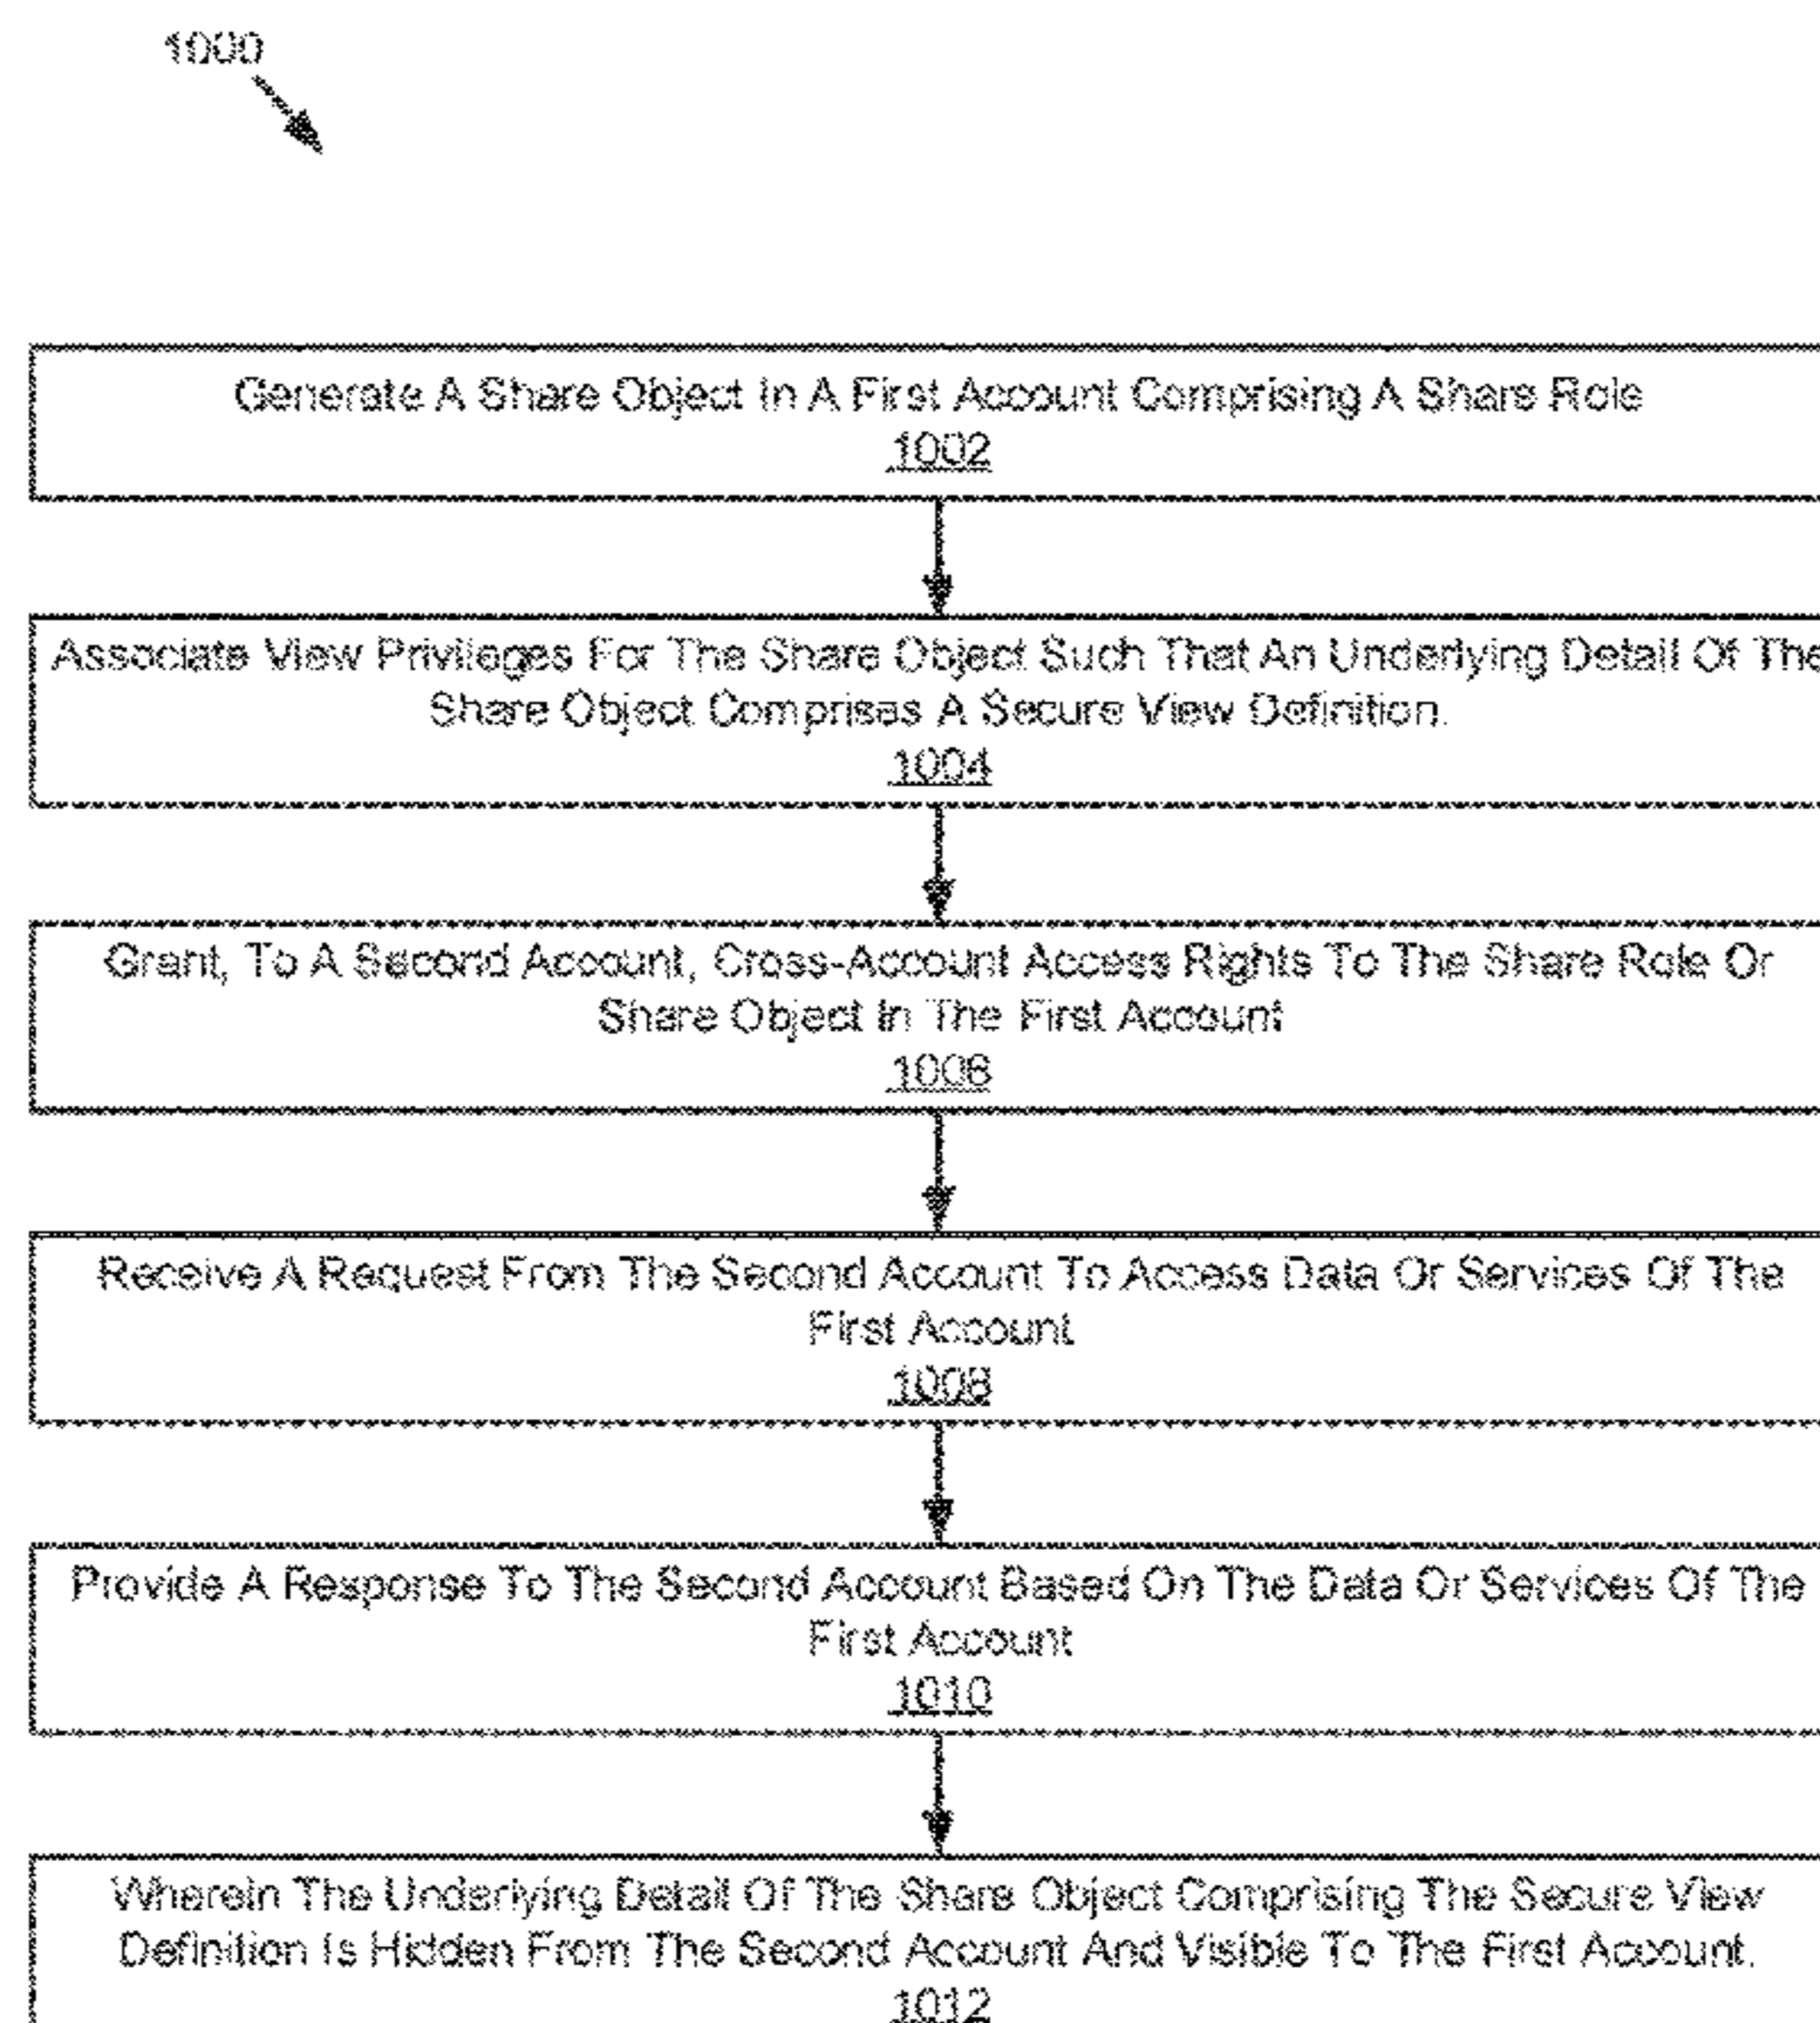 1000
Generate A Share Object In A First Account Comprising A Share Role
1002
Associate View Privileges For The Share Object Such That An Underlying Detail Of The
Share Object Comprises A Secure View Definition.
1004
Grant, To A Second Account, Cross-Account Access Rights To The Share Role Or
Share Object In The First Account
1006
Receive A Request From The Second Account To Access Data Or Services Of The
First Account
1008
Provide A Response To The Second Account Based On The Data Or Services Of The
First Account
1010
Wherein The Underlying Detail Of The Share Object Comprising The Secure View
Definition Is Hidden From The Second Account And Visible To The First Account.
1012